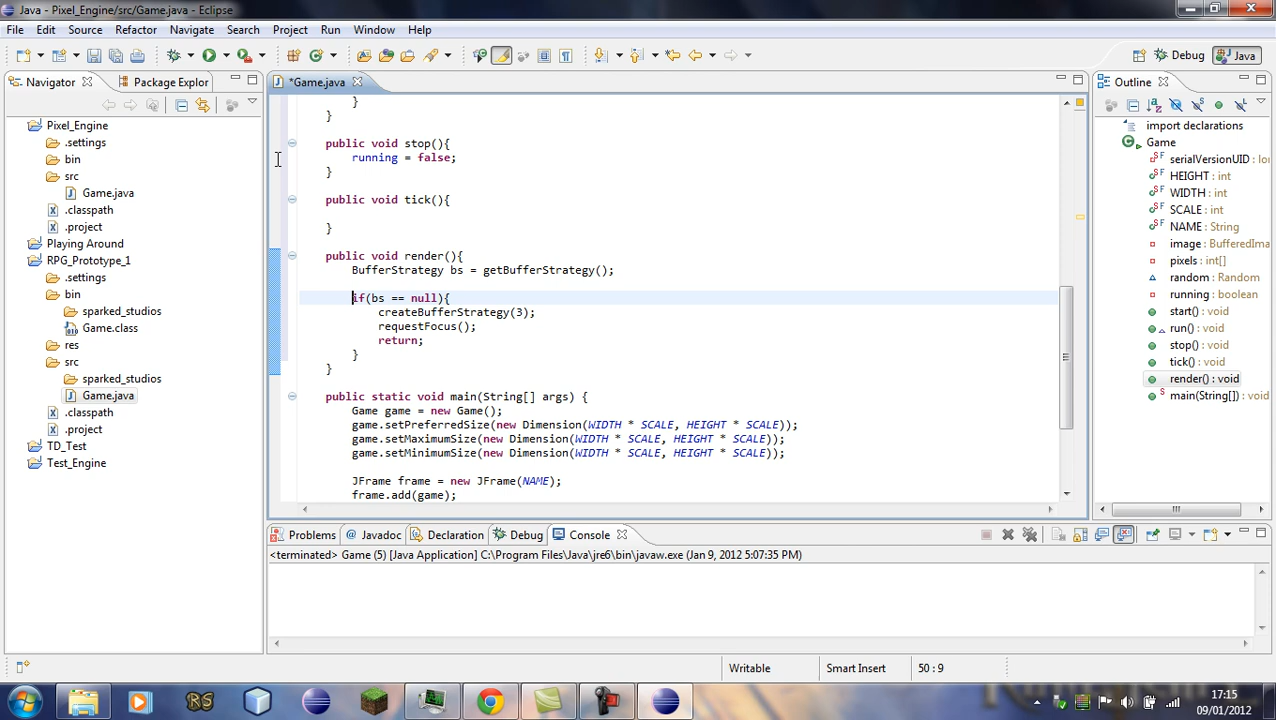 Java - Pixel_Engine/src/Game.java - Eclipse
File Edit Source Refactor Navigate Search Project Run Window Help
Debug Java
Navigator Package Explor
*Game.java
Outline
Pixel_Engine
.settings
bin
src
Game.java
.classpath
.project
Playing Around
RPG_Prototype_1
.settings
bin
sparked_studios
Game.class
res
src
sparked_studios
Game.java
.classpath
.project
TD_Test
Test_Engine
}
}
public void stop(){
running = false;
}
public void tick(){
}
public void render(){
BufferStrategy bs = getBufferStrategy();
if(bs == null){
createBufferStrategy(3);
requestFocus();
return;
}
}
public static void main(String[] args) {
Game game = new Game();
game.setPreferredSize(new Dimension(WIDTH * SCALE, HEIGHT * SCALE));
game.setMaximumSize(new Dimension(WIDTH * SCALE, HEIGHT * SCALE));
game.setMinimumSize(new Dimension(WIDTH * SCALE, HEIGHT * SCALE));
JFrame frame = new JFrame(NAME);
frame.add(game);
import declarations
Game
serialVersionUID : lon
HEIGHT : int
WIDTH : int
SCALE : int
NAME : String
image : BufferedIma
pixels : int[]
random : Random
running : boolean
start() : void
run() : void
stop() : void
tick() : void
render() : void
main(String[]) : void
Problems @ Javadoc Declaration Debug Console
<terminated> Game (5) [Java Application] C:\Program Files\Java\jre6\bin\javaw.exe (Jan 9, 2012 5:07:35 PM)
Writable Smart Insert 50 : 9
RS
17:15
09/01/2012